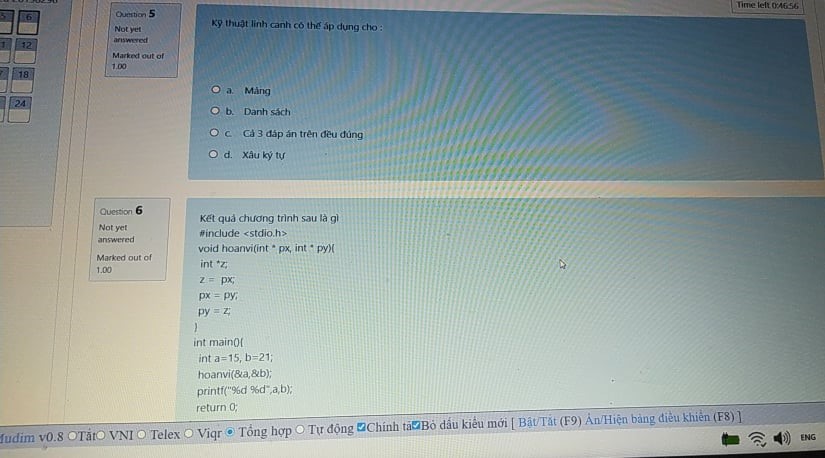 Time left 0:46:56
6
12
18
24
Question 5
Not yet
answered
Marked out of
1.00
Kỹ thuật lính canh có thể áp dụng cho :
a. Mảng
b. Danh sách
c. Cả 3 đáp án trên đều đúng
d. Xâu ký tự
Question 6
Not yet
answered
Marked out of
1.00
Kết quả chương trình sau là gì
#include <stdio.h>
void hoanvi(int * px, int * py){
int *z;
z = px;
px = py;
py = z;
}
int main(){
int a=15, b=21;
hoanvi(&a,&b);
printf("%d %d",a,b);
return 0;
Mudim v0.8 Tắt VNI Telex Viqr Tổng hợp Tự động Chính tả Bỏ dấu kiểu mới [ Bật/Tắt (F9) Ẩn/Hiện bảng điều khiển (F8) ]
ENG